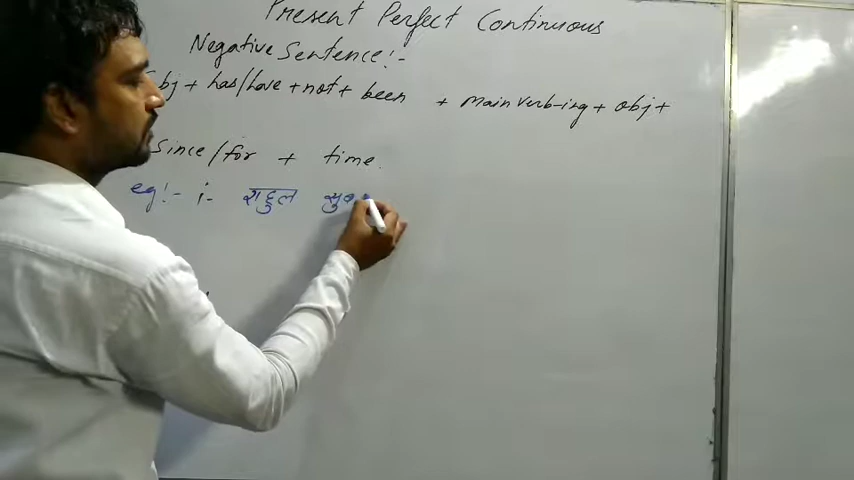 Present Perfect Continuous
Negative Sentence:-
bj + has/have + not + been + main verb-ing + obj +
Since/for + time.
eg:- i- राहुल